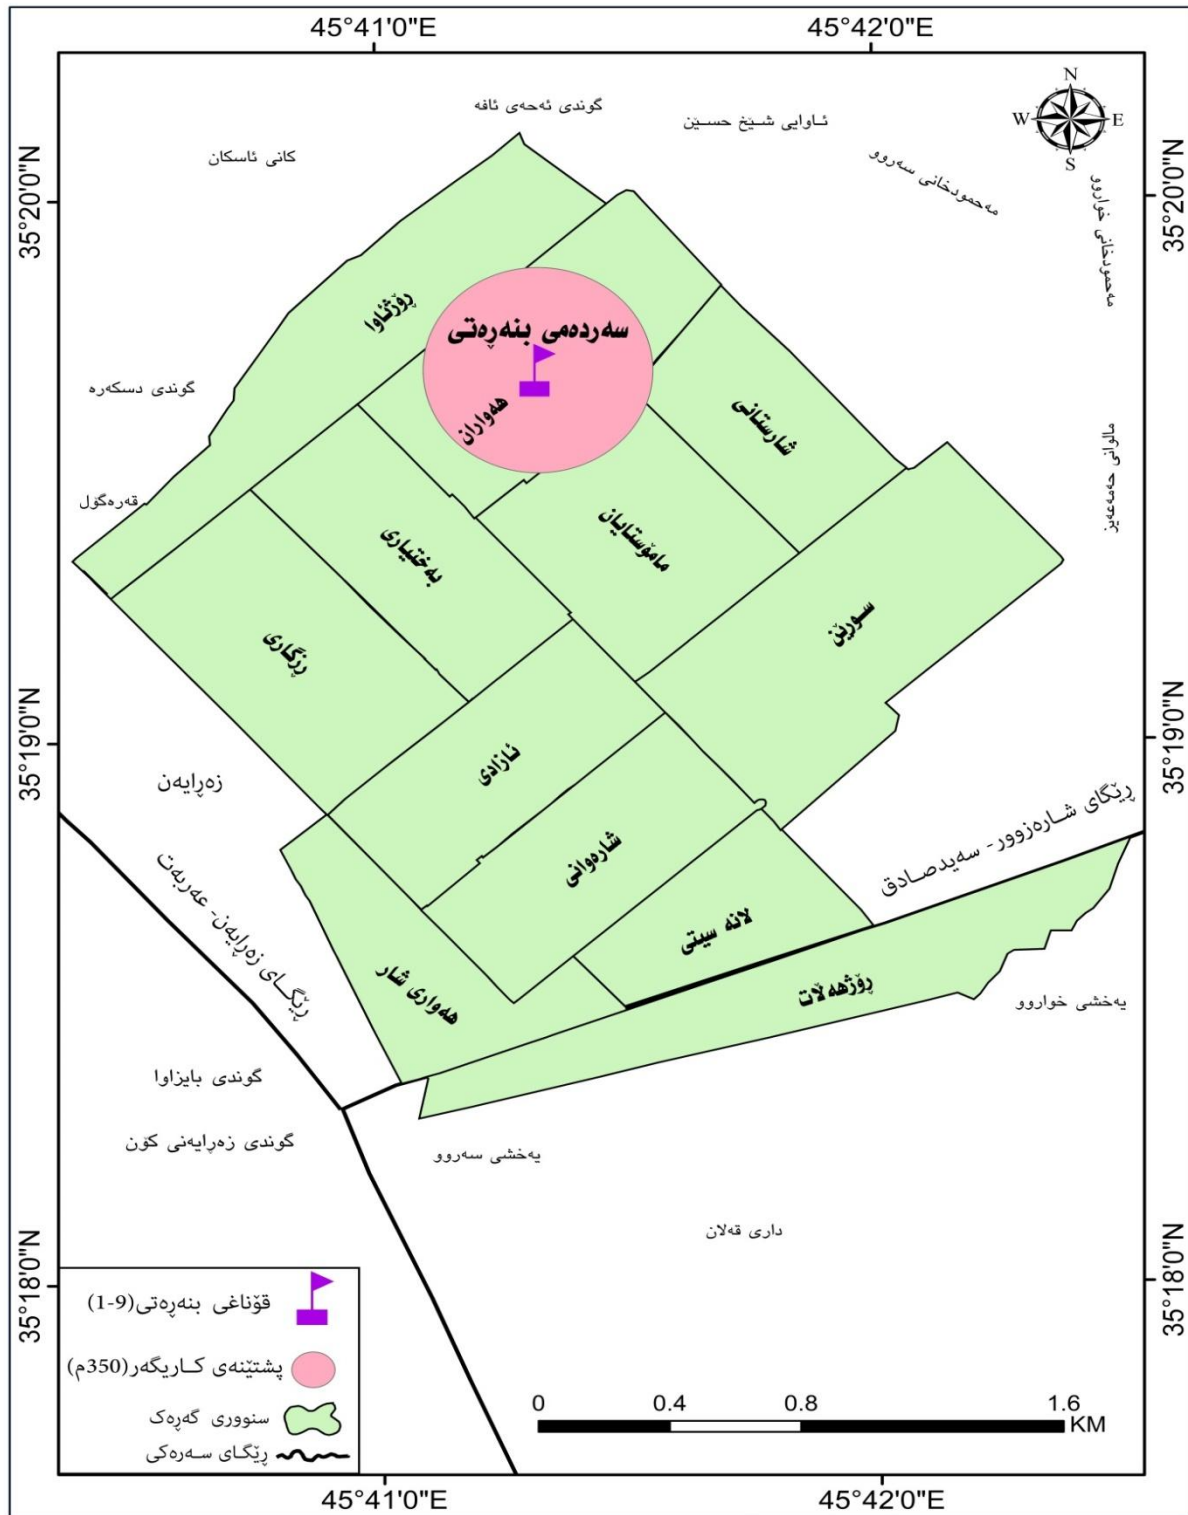 45°41'0"E
45°42'0"E
N
W
E
S
گوندی ئەحەی ئافە
ئاوایی شێخ حسێن
کانی ئاسکان
مەحمودخانی سەروو
مەحمودخانی خواروو
35°20'0"N
35°20'0"N
رۆژئاوا
سەردەمی بنەڕەتی
هەواران
گوندی دسکەرە
شارستانی
مالوانی حەمەعەیز
قەرەگۆل
بەختیاری
مامۆستایان
سورێن
ڕزگاری
35°19'0"N
35°19'0"N
ئازادی
زەڕایەن
ڕێگای شارەزوور- سەیدصادق
شارەوانی
لانە سیتی
ڕێگای زەڕایەن- عەربەت
هەواری شار
ڕۆژهەڵات
یەخشی خواروو
گوندی بایزاوا
گوندی زەڕایەنی کۆن
یەخشی سەروو
داری قەلان
35°18'0"N
35°18'0"N
قۆناغی بنەڕەتی(9-1)
پشتێنەی کاریگەر(350م)
سنووری گەڕەک
ڕێگای سەرەکی
0
0.4
0.8
1.6
KM
45°41'0"E
45°42'0"E